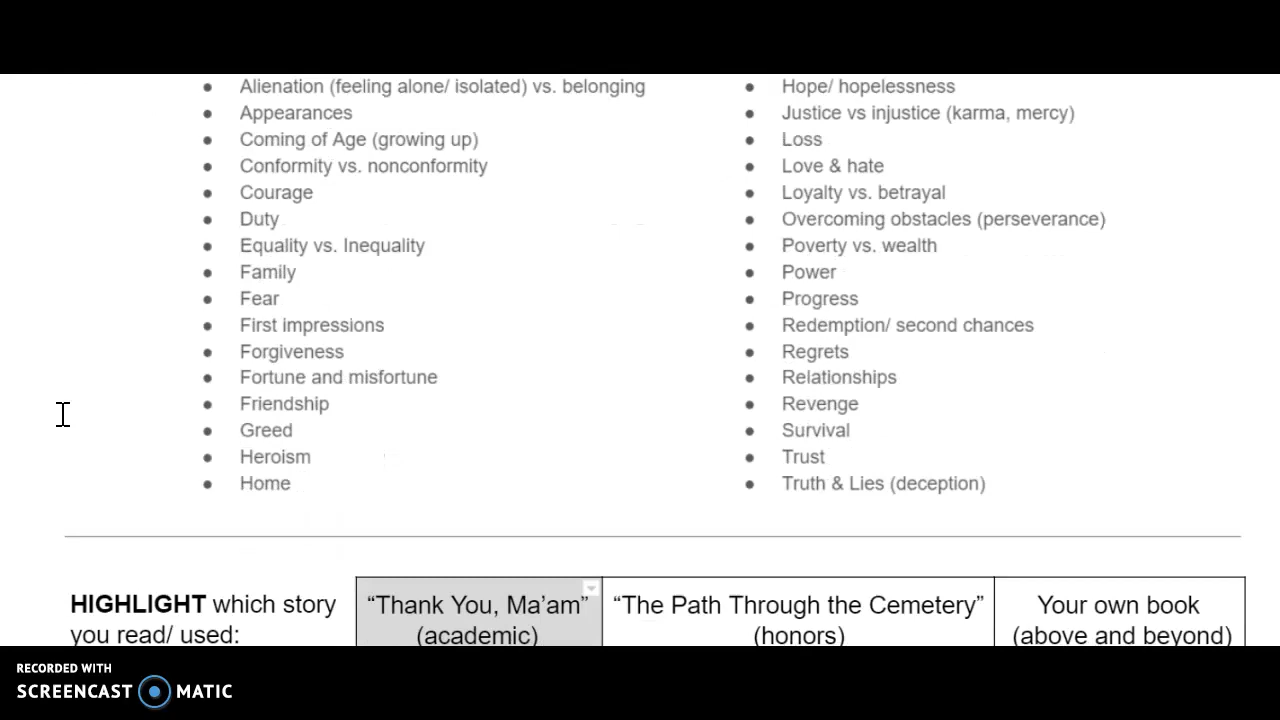 Alienation (feeling alone/ isolated) vs. belonging
Appearances
Coming of Age (growing up)
Conformity vs. nonconformity
Courage
Duty
Equality vs. Inequality
Family
Fear
First impressions
Forgiveness
Fortune and misfortune
Friendship
Greed
Heroism
Home
Hope/ hopelessness
Justice vs injustice (karma, mercy)
Loss
Love & hate
Loyalty vs. betrayal
Overcoming obstacles (perseverance)
Poverty vs. wealth
Power
Progress
Redemption/ second chances
Regrets
Relationships
Revenge
Survival
Trust
Truth & Lies (deception)
HIGHLIGHT which story
you read/ used:
“Thank You, Ma’am”
(academic)
“The Path Through the Cemetery”
(honors)
Your own book
(above and beyond)
RECORDED WITH
SCREENCAST MATIC